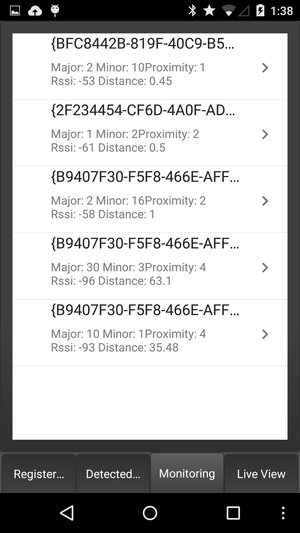 1:38
{BFC8442B-819F-40C9-B5...
Major: 2 Minor: 10Proximity: 1
Rssi: -53 Distance: 0.45
{2F234454-CF6D-4A0F-AD...
Major: 1 Minor: 2Proximity: 2
Rssi: -61 Distance: 0.5
{B9407F30-F5F8-466E-AFF...
Major: 2 Minor: 16Proximity: 2
Rssi: -58 Distance: 1
{B9407F30-F5F8-466E-AFF...
Major: 30 Minor: 3Proximity: 4
Rssi: -96 Distance: 63.1
{B9407F30-F5F8-466E-AFF...
Major: 10 Minor: 1Proximity: 4
Rssi: -93 Distance: 35.48
Register... Detected... Monitoring Live View